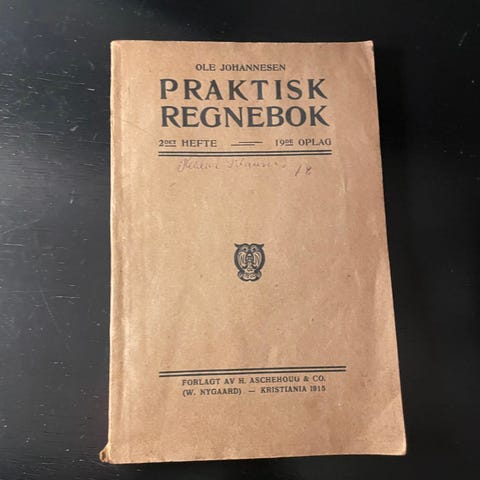 OLE JOHANNESEN
PRAKTISK
REGNEBOK
2DET HEFTE — 19DE OPLAG
FORLAGT AV H. ASCHEHOUG & CO.
(W. NYGAARD) — KRISTIANIA 1915